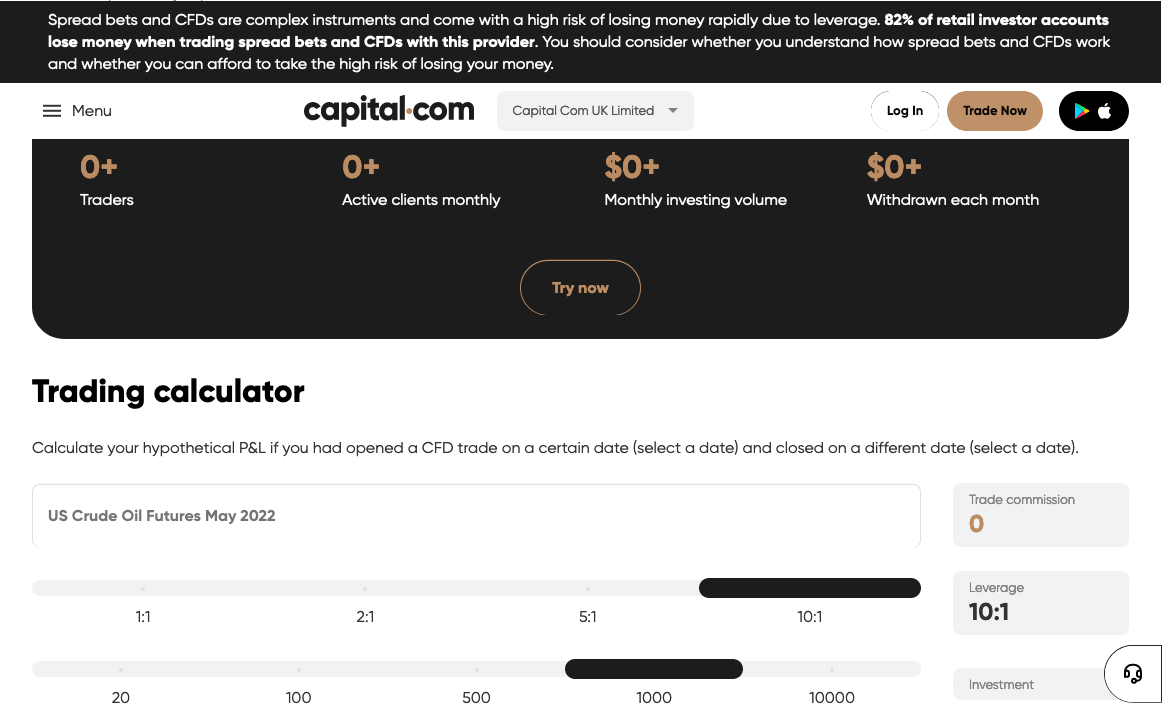 Spread bets and CFDs are complex instruments and come with a high risk of losing money rapidly due to leverage. 82% of retail investor accounts
lose money when trading spread bets and CFDs with this provider. You should consider whether you understand how spread bets and CFDs work
and whether you can afford to take the high risk of losing your money.
Menu
capital.com
Capital Com UK Limited
Log In
Trade Now
0+
0+
$0+
$0+
Traders
Active clients monthly
Monthly investing volume
Withdrawn each month
Try now
Trading calculator
Calculate your hypothetical P&L if you had opened a CFD trade on a certain date (select a date) and closed on a different date (select a date).
US Crude Oil Futures May 2022
Trade commission
0
1:1
2:1
5:1
10:1
Leverage
10:1
20
100
500
1000
10000
Investment